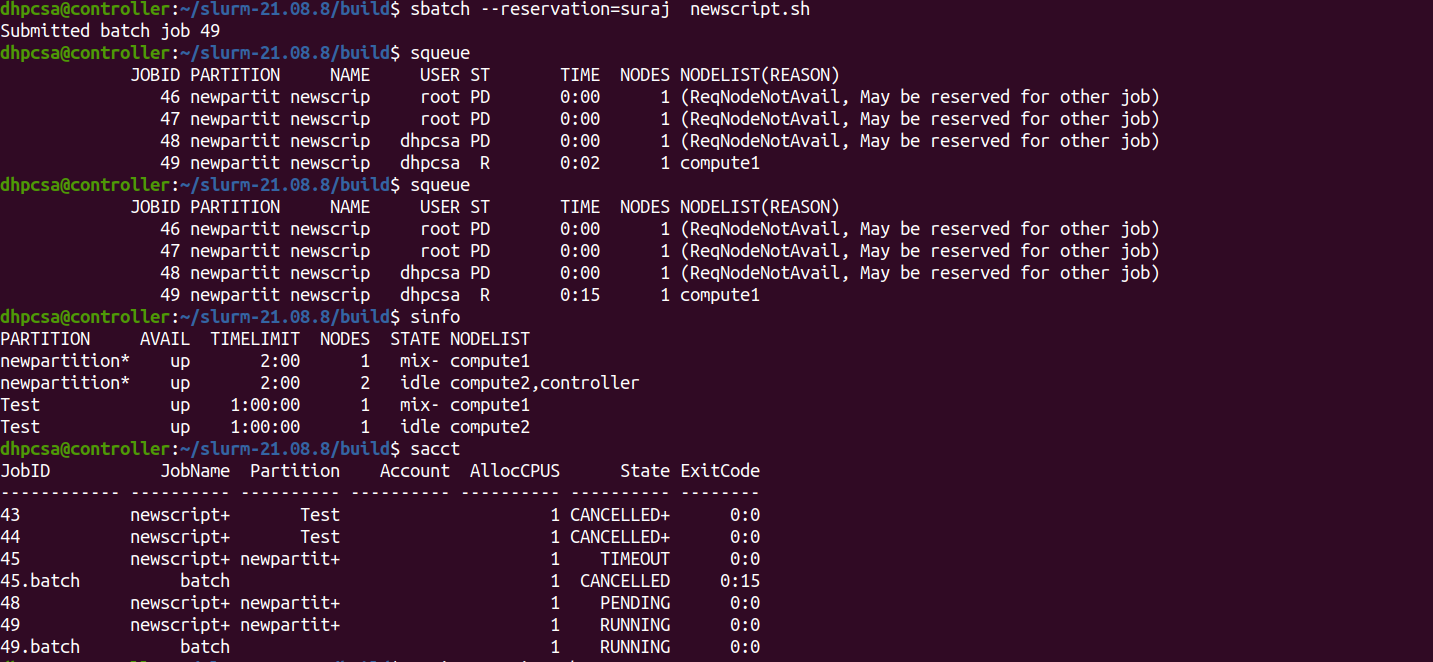 dhpcsa@controller:~/slurm-21.08.8/build$ sbatch --reservation=suraj  newscript.sh
Submitted batch job 49
dhpcsa@controller:~/slurm-21.08.8/build$ squeue
             JOBID PARTITION     NAME     USER ST       TIME  NODES NODELIST(REASON)
                46 newpartit newscrip     root PD       0:00      1 (ReqNodeNotAvail, May be reserved for other job)
                47 newpartit newscrip     root PD       0:00      1 (ReqNodeNotAvail, May be reserved for other job)
                48 newpartit newscrip   dhpcsa PD       0:00      1 (ReqNodeNotAvail, May be reserved for other job)
                49 newpartit newscrip   dhpcsa  R       0:02      1 compute1
dhpcsa@controller:~/slurm-21.08.8/build$ squeue
             JOBID PARTITION     NAME     USER ST       TIME  NODES NODELIST(REASON)
                46 newpartit newscrip     root PD       0:00      1 (ReqNodeNotAvail, May be reserved for other job)
                47 newpartit newscrip     root PD       0:00      1 (ReqNodeNotAvail, May be reserved for other job)
                48 newpartit newscrip   dhpcsa PD       0:00      1 (ReqNodeNotAvail, May be reserved for other job)
                49 newpartit newscrip   dhpcsa  R       0:15      1 compute1
dhpcsa@controller:~/slurm-21.08.8/build$ sinfo
PARTITION     AVAIL  TIMELIMIT  NODES  STATE NODELIST
newpartition*    up       2:00      1   mix- compute1
newpartition*    up       2:00      2   idle compute2,controller
Test             up    1:00:00      1   mix- compute1
Test             up    1:00:00      1   idle compute2
dhpcsa@controller:~/slurm-21.08.8/build$ sacct
JobID           JobName  Partition    Account  AllocCPUS      State ExitCode
------------ ---------- ---------- ---------- ---------- ---------- --------
43           newscript+       Test                     1 CANCELLED+      0:0
44           newscript+       Test                     1 CANCELLED+      0:0
45           newscript+ newpartit+                     1    TIMEOUT      0:0
45.batch          batch                                1  CANCELLED     0:15
48           newscript+ newpartit+                     1    PENDING      0:0
49           newscript+ newpartit+                     1    RUNNING      0:0
49.batch          batch                                1    RUNNING      0:0